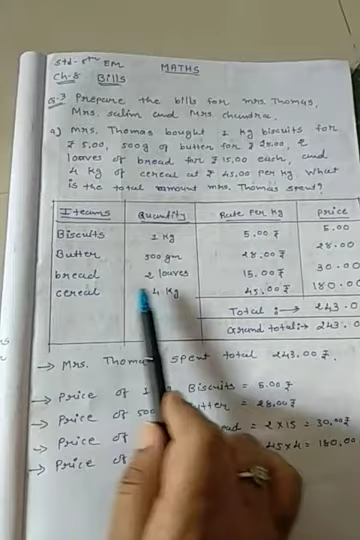 Std-5th EM
MATHS
Ch-8 Bills
Q-3 Prepare the bills for mrs. Thomas,
Mrs. salim and Mrs. chandra.
a) Mrs. Thomas bought 1 kg biscuits for
₹ 5.00, 500g of butter for ₹ 28.00, 2
loaves of bread for ₹ 15.00 each, and
4 kg of cereal at ₹ 45.00 per kg. What
is the total amount mrs. Thomas spent?
Iteams Quantity Rate Per Kg Price
Biscuits 1 Kg 5.00 ₹ 5.00
Butter 500 gm 28.00 ₹ 28.00
bread 2 loaves 15.00 ₹ 30.00
cereal 4 Kg 45.00 ₹ 180.00
Total :→ 243.0
Grand total:→ 243.
→ Mrs. Thomas spent total 243.00 ₹.
→ Price of 1 Biscuits = 5.00 ₹
→ Price of 500 utter = 28.00 ₹
→ Price of ad = 2 × 15 = 30.00 ₹
→ Price of 45 × 4 = 180.00